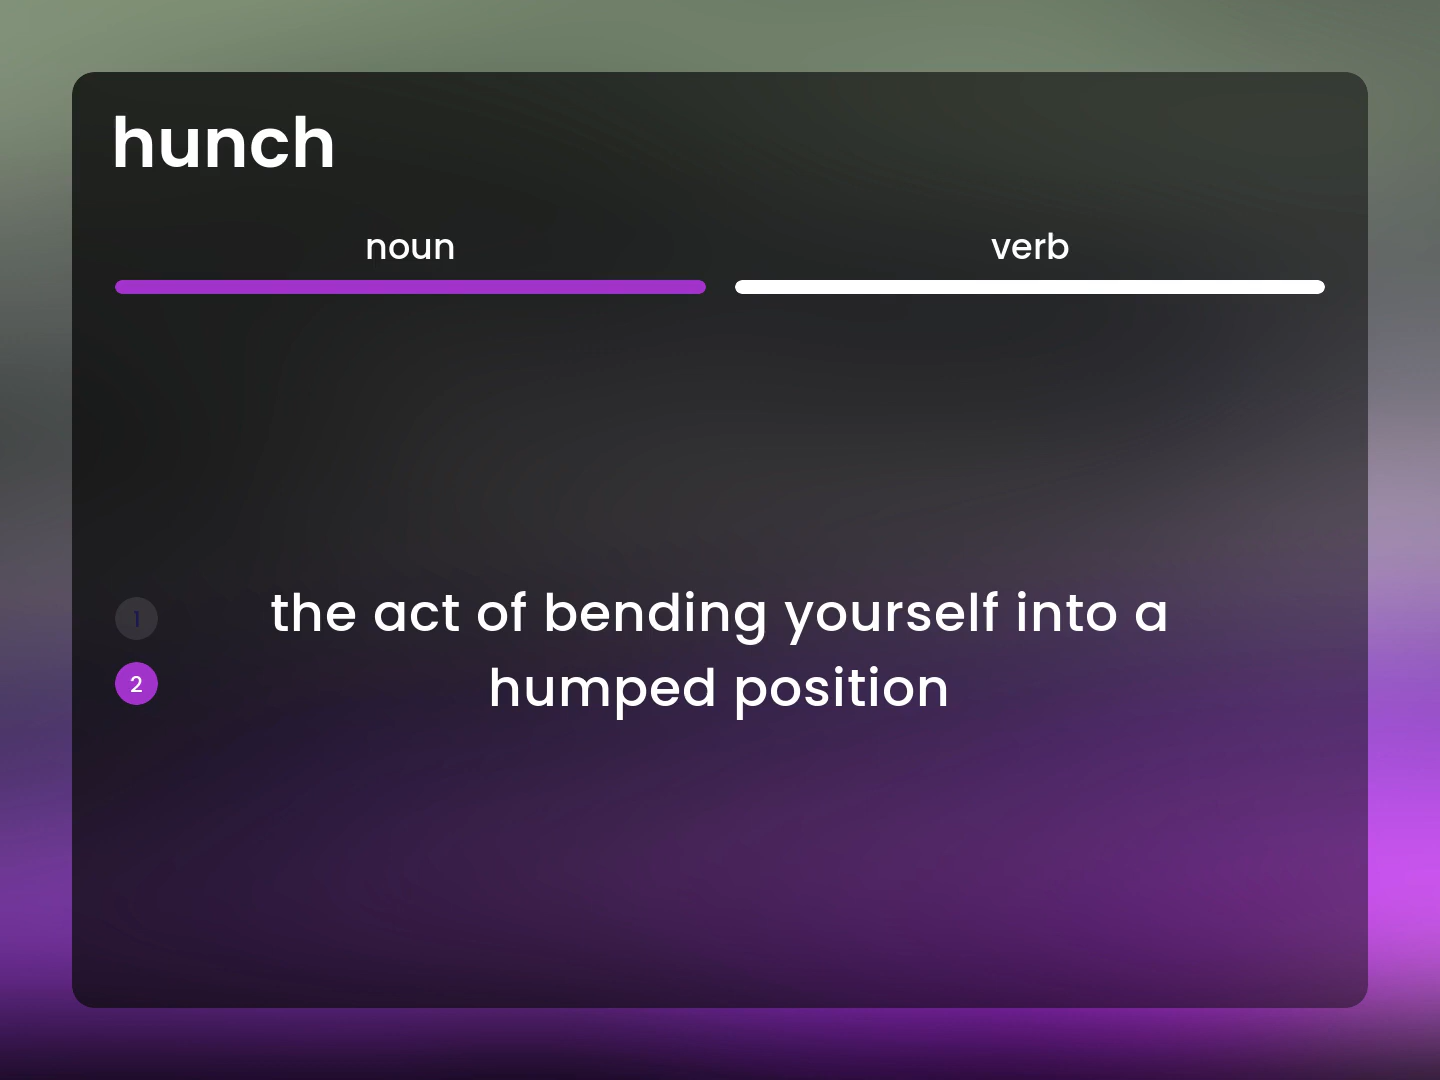 hunch
noun
verb
1
the act of bending yourself into a
2
humped position